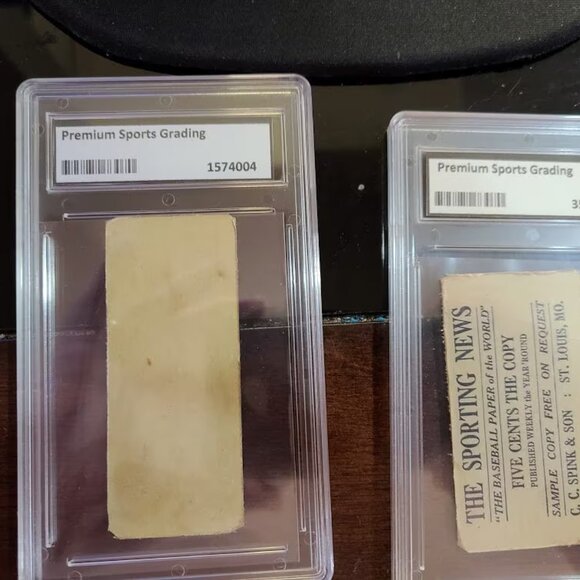 Premium Sports Grading
1574004
Premium Sports Grading
THE SPORTING NEWS
"THE BASEBALL PAPER of the WORLD"
FIVE CENTS THE COPY
PUBLISHED WEEKLY the YEAR 'ROUND
SAMPLE COPY FREE ON REQUEST
C. C. SPINK & SON : ST. LOUIS, MO.